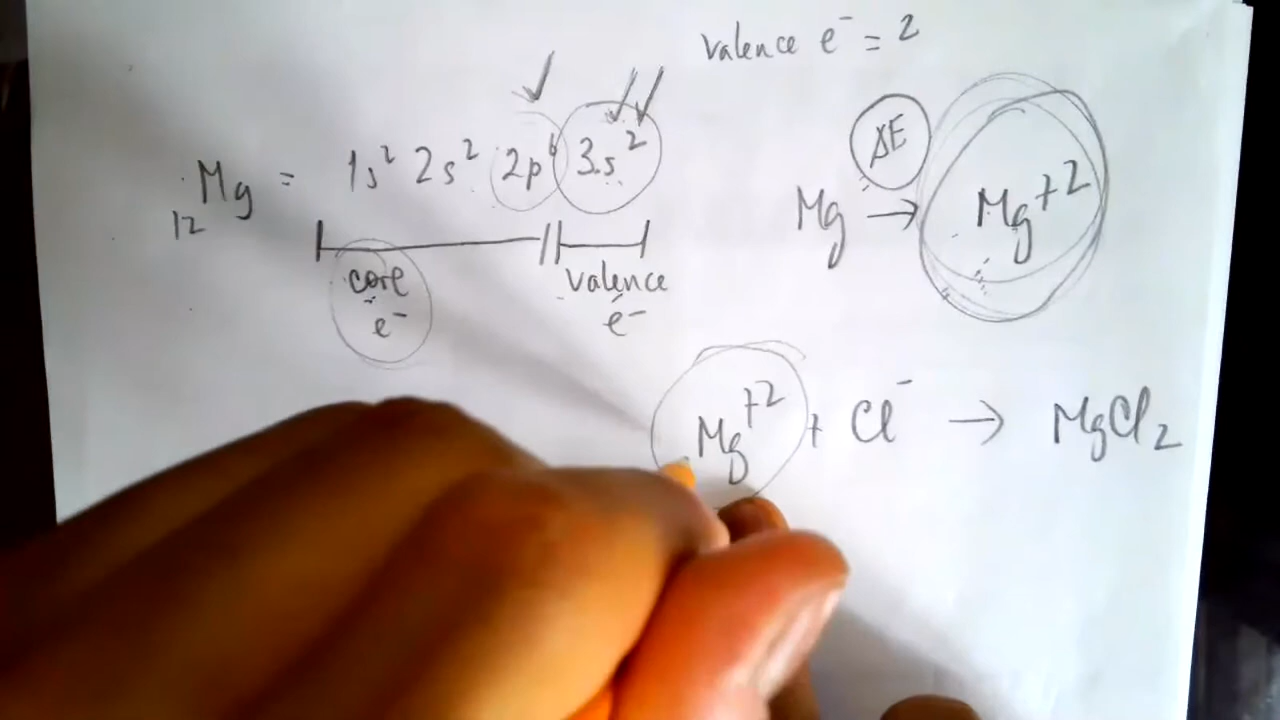 valence e⁻ = 2
₁₂Mg = 1s² 2s² 2p⁶ 3s²
ΔE
Mg → Mg⁺²
core e⁻
valence e⁻
Mg⁺² + Cl⁻ → MgCl₂